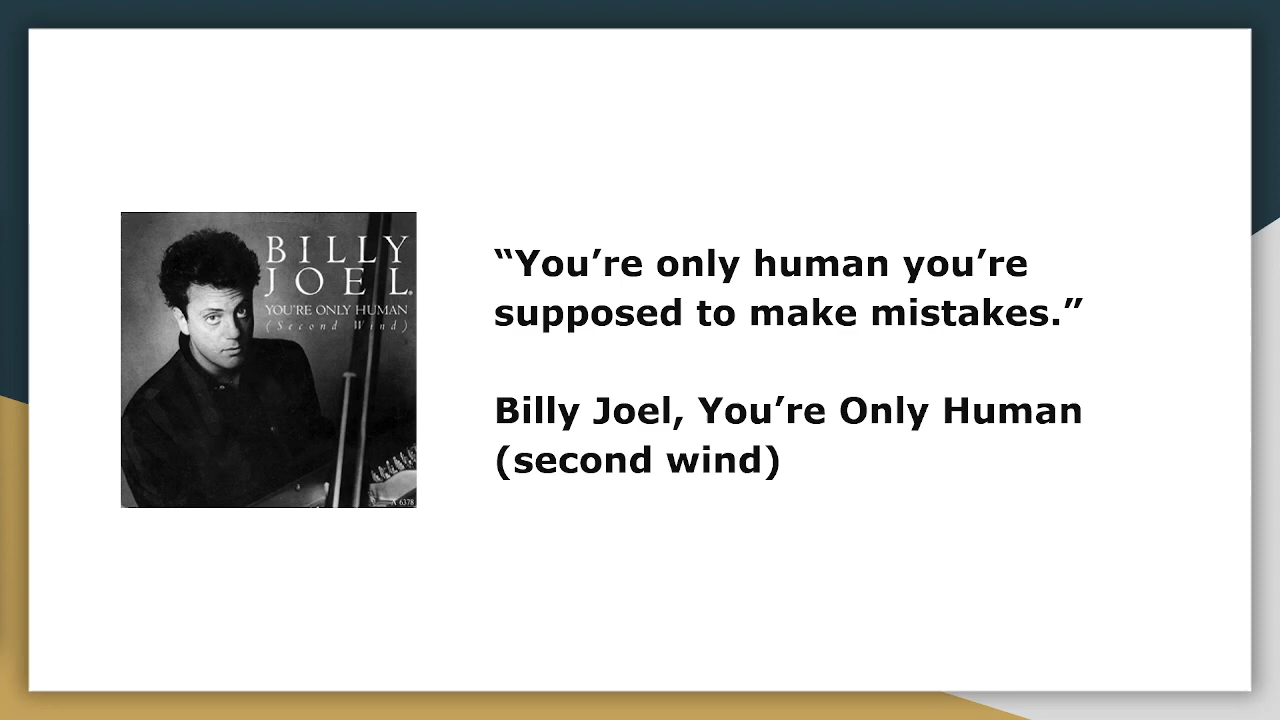 BILLY
JOEL
YOU'RE ONLY HUMAN
(Second Wind)
A 6378
“You’re only human you’re
supposed to make mistakes.”
Billy Joel, You’re Only Human
(second wind)